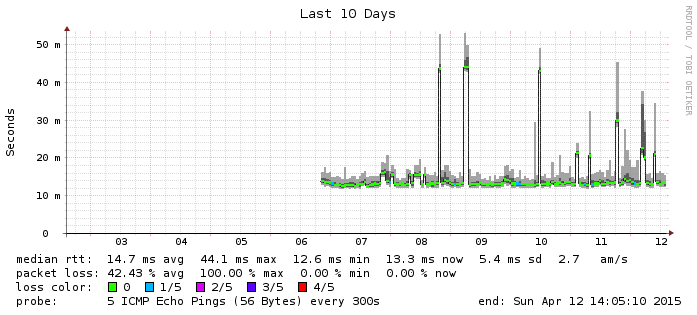 Last 10 Days
RRDTOOL / TOBI OETIKER
Seconds
50 m
40 m
30 m
20 m
10 m
0
03 04 05 06 07 08 09 10 11 12
median rtt: 14.7 ms avg 44.1 ms max 12.6 ms min 13.3 ms now 5.4 ms sd 2.7 am/s
packet loss: 42.43 % avg 100.00 % max 0.00 % min 0.00 % now
loss color: 0 1/5 2/5 3/5 4/5
probe: 5 ICMP Echo Pings (56 Bytes) every 300s end: Sun Apr 12 14:05:10 2015